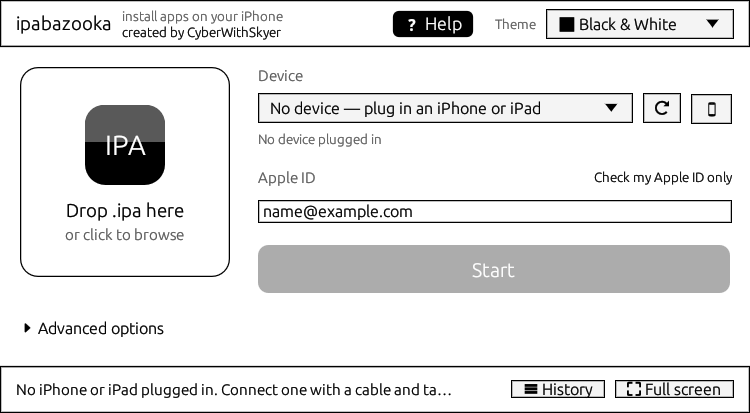 ipabazooka
install apps on your iPhone
created by CyberWithSkyer
? Help
Theme
Black & White
IPA
Drop .ipa here
or click to browse
Device
No device — plug in an iPhone or iPad
No device plugged in
Apple ID
Check my Apple ID only
name@example.com
Start
Advanced options
No iPhone or iPad plugged in. Connect one with a cable and ta…
History
Full screen